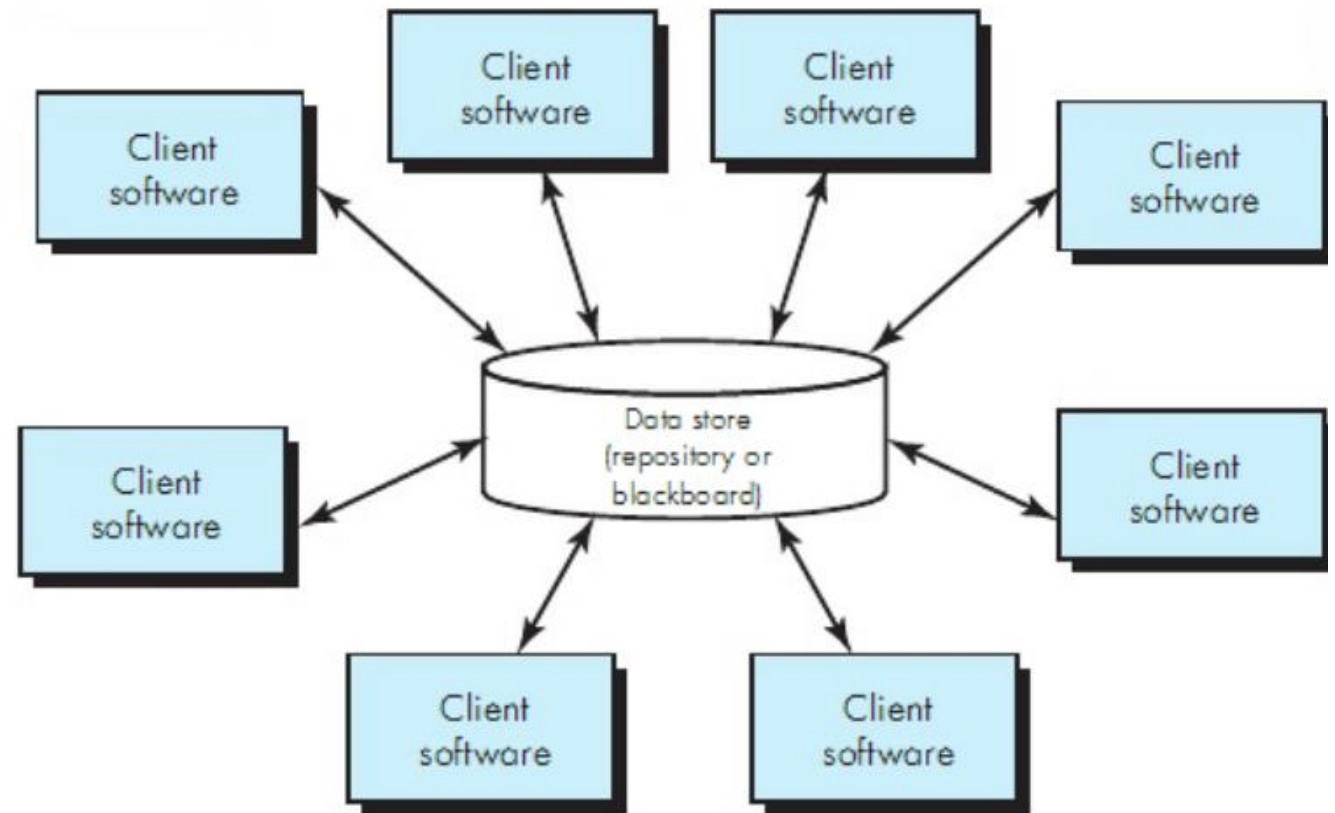 Client
software
Client
software
Client
software
Client
software
Data store
(repository or
blackboard)
Client
software
Client
software
Client
software
Client
software